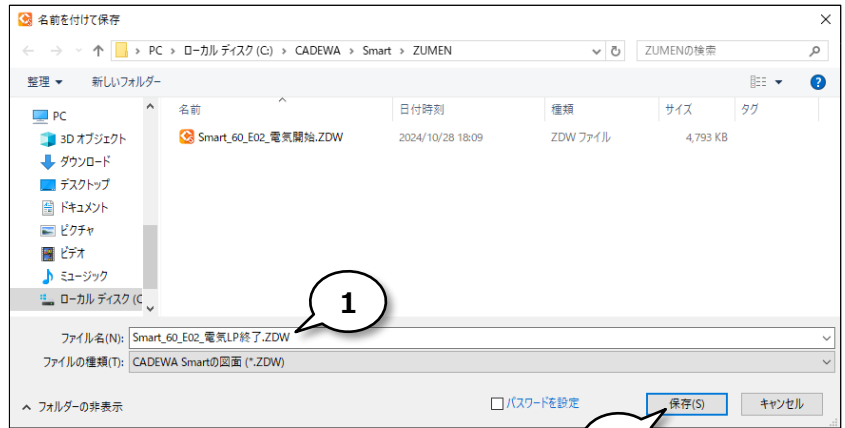 名前を付けて保存
PC › ローカル ディスク (C:) › CADEWA › Smart › ZUMEN
ZUMENの検索
整理 新しいフォルダー
名前 日付時刻 種類 サイズ タグ
PC
3D オブジェクト
ダウンロード
デスクトップ
ドキュメント
ピクチャ
ビデオ
ミュージック
ローカル ディスク (C
Smart_60_E02_電気開始.ZDW 2024/10/28 18:09 ZDW ファイル 4,793 KB
1
ファイル名(N): Smart_60_E02_電気LP終了.ZDW
ファイルの種類(T): CADEWA Smartの図面 (*.ZDW)
フォルダーの非表示 パスワードを設定 保存(S) キャンセル